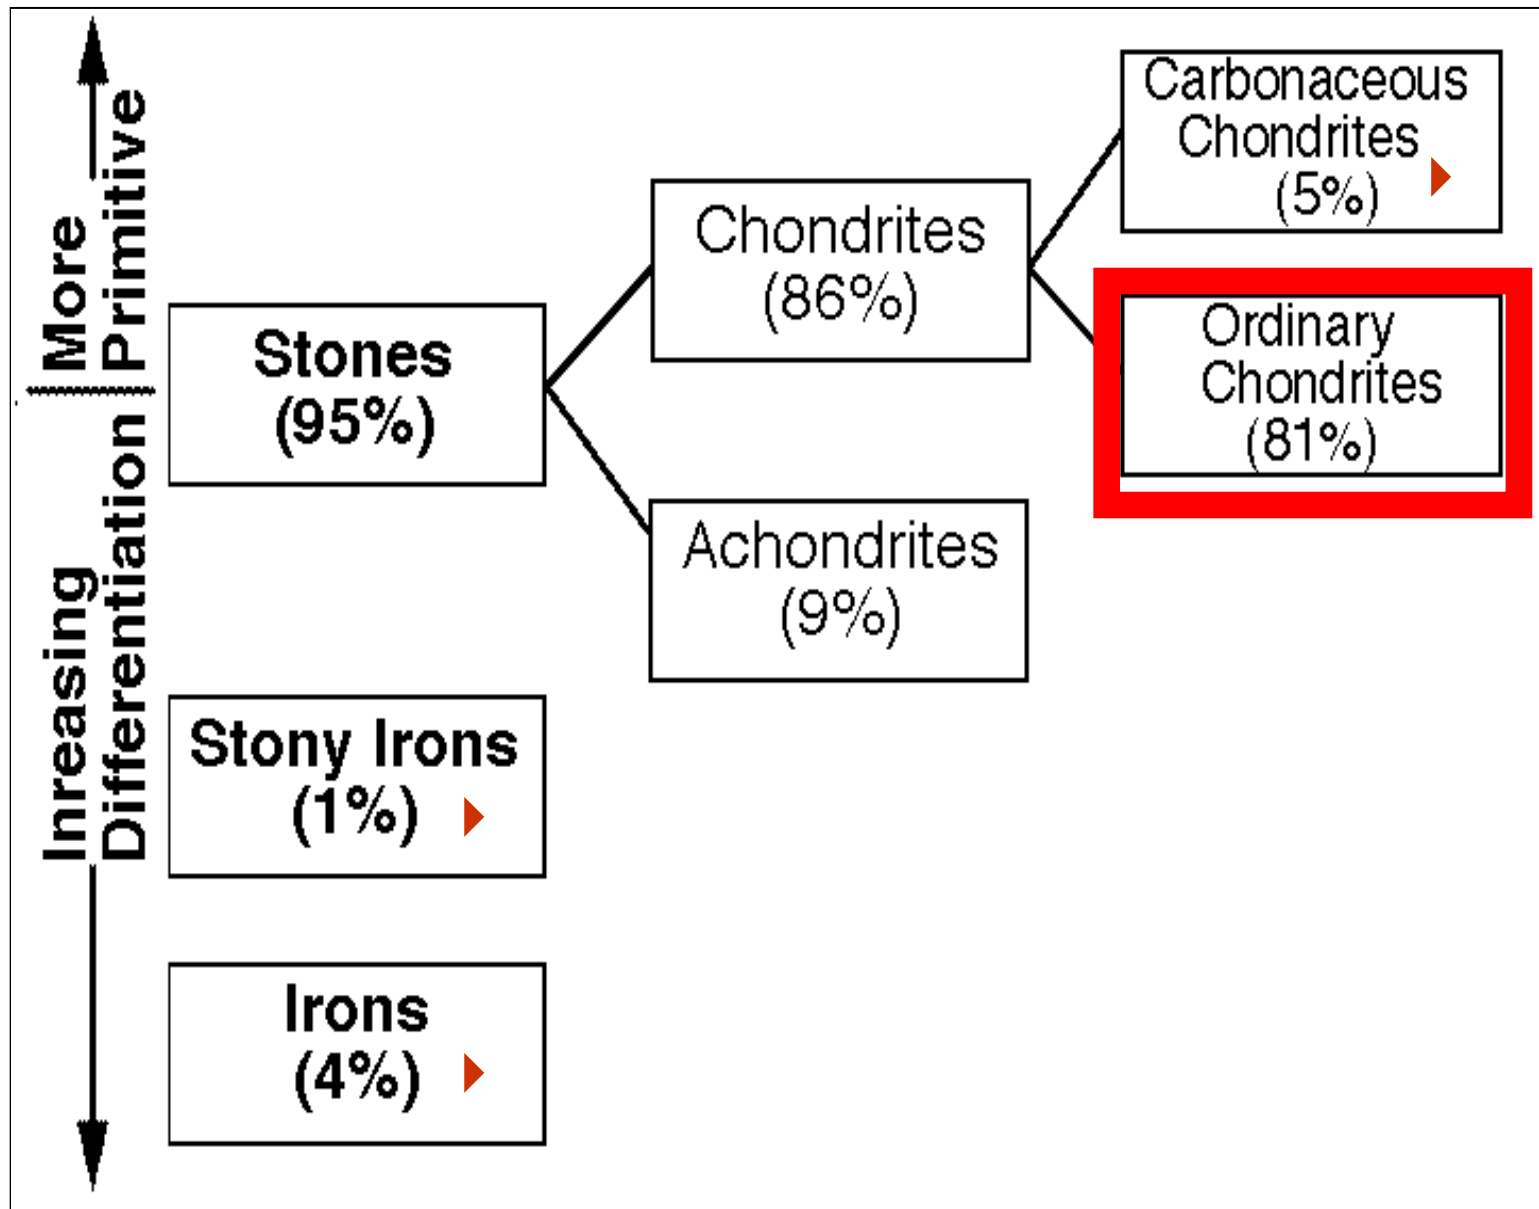 More
Primitive
Inreasing
Differentiation
Stones
(95%)
Stony Irons
(1%)
Irons
(4%)
Chondrites
(86%)
Achondrites
(9%)
Carbonaceous
Chondrites
(5%)
Ordinary
Chondrites
(81%)